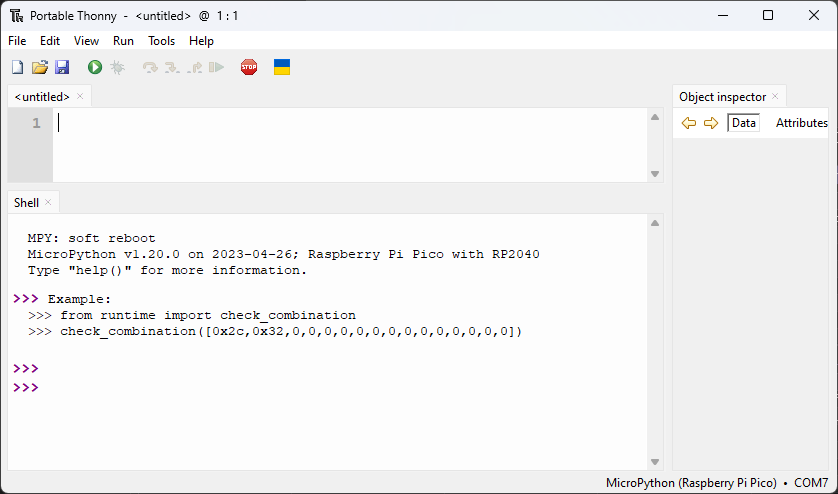 Portable Thonny - <untitled> @ 1 : 1
File Edit View Run Tools Help
STOP
<untitled> ×
1
Object inspector ×
Data Attributes
Shell ×
MPY: soft reboot
MicroPython v1.20.0 on 2023-04-26; Raspberry Pi Pico with RP2040
Type "help()" for more information.
>>> Example:
>>> from runtime import check_combination
>>> check_combination([0x2c,0x32,0,0,0,0,0,0,0,0,0,0,0,0,0,0])
>>>
>>>
MicroPython (Raspberry Pi Pico) • COM7